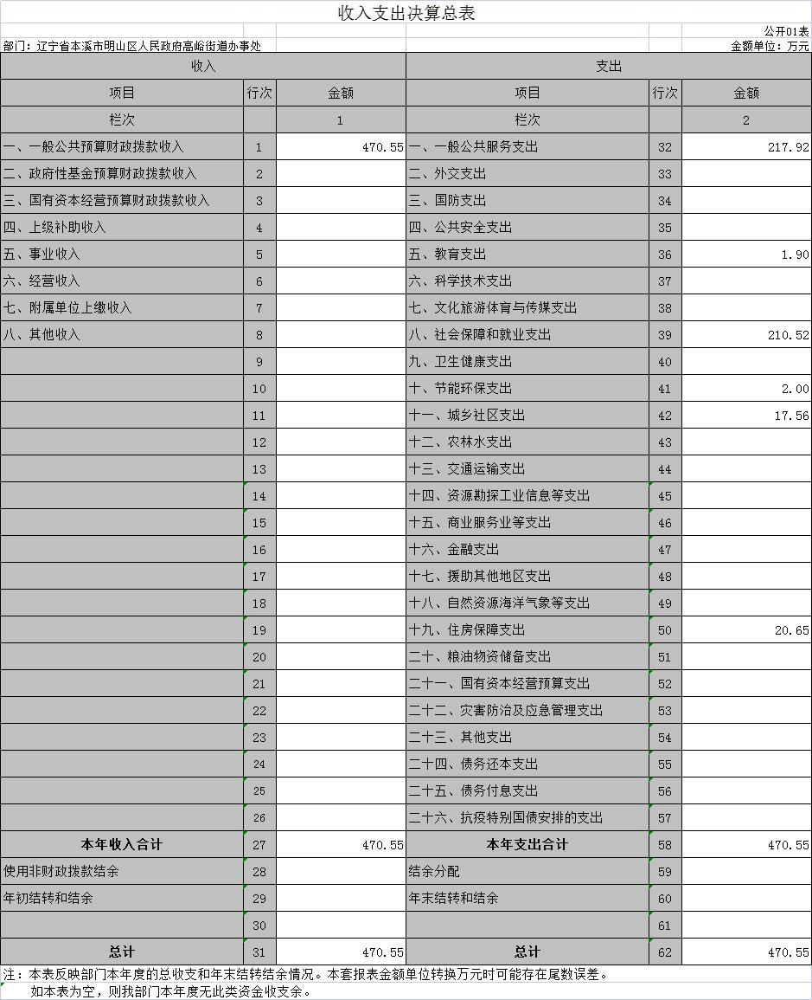 收入支出决算总表
公开01表
部门：辽宁省本溪市明山区人民政府高峪街道办事处 金额单位：万元
收入 支出
项目 行次 金额 项目 行次 金额
栏次 1 栏次 2
一、一般公共预算财政拨款收入 1 470.55 一、一般公共服务支出 32 217.92
二、政府性基金预算财政拨款收入 2 二、外交支出 33
三、国有资本经营预算财政拨款收入 3 三、国防支出 34
四、上级补助收入 4 四、公共安全支出 35
五、事业收入 5 五、教育支出 36 1.90
六、经营收入 6 六、科学技术支出 37
七、附属单位上缴收入 7 七、文化旅游体育与传媒支出 38
八、其他收入 8 八、社会保障和就业支出 39 210.52
9 九、卫生健康支出 40
10 十、节能环保支出 41 2.00
11 十一、城乡社区支出 42 17.56
12 十二、农林水支出 43
13 十三、交通运输支出 44
14 十四、资源勘探工业信息等支出 45
15 十五、商业服务业等支出 46
16 十六、金融支出 47
17 十七、援助其他地区支出 48
18 十八、自然资源海洋气象等支出 49
19 十九、住房保障支出 50 20.65
20 二十、粮油物资储备支出 51
21 二十一、国有资本经营预算支出 52
22 二十二、灾害防治及应急管理支出 53
23 二十三、其他支出 54
24 二十四、债务还本支出 55
25 二十五、债务付息支出 56
26 二十六、抗疫特别国债安排的支出 57
本年收入合计 27 470.55 本年支出合计 58 470.55
使用非财政拨款结余 28 结余分配 59
年初结转和结余 29 年末结转和结余 60
30 61
总计 31 470.55 总计 62 470.55
注：本表反映部门本年度的总收支和年末结转结余情况。本套报表金额单位转换万元时可能存在尾数误差。
如本表为空，则我部门本年度无此类资金收支余。